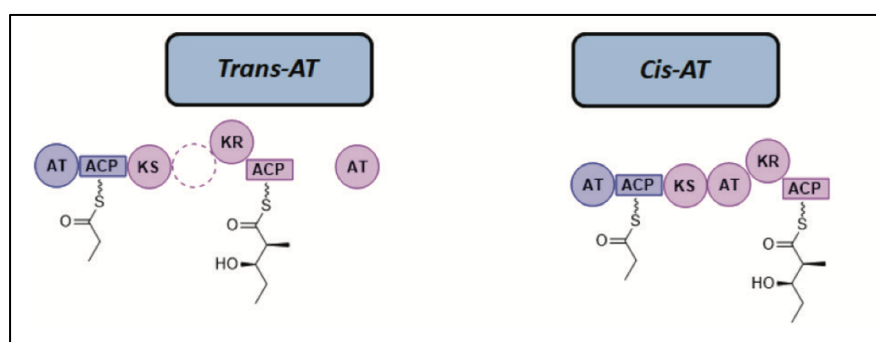 Trans-AT
Cis-AT
AT ACP KS KR ACP AT
S
O
S
O
HO
AT ACP KS AT KR ACP
S
O
S
O
HO